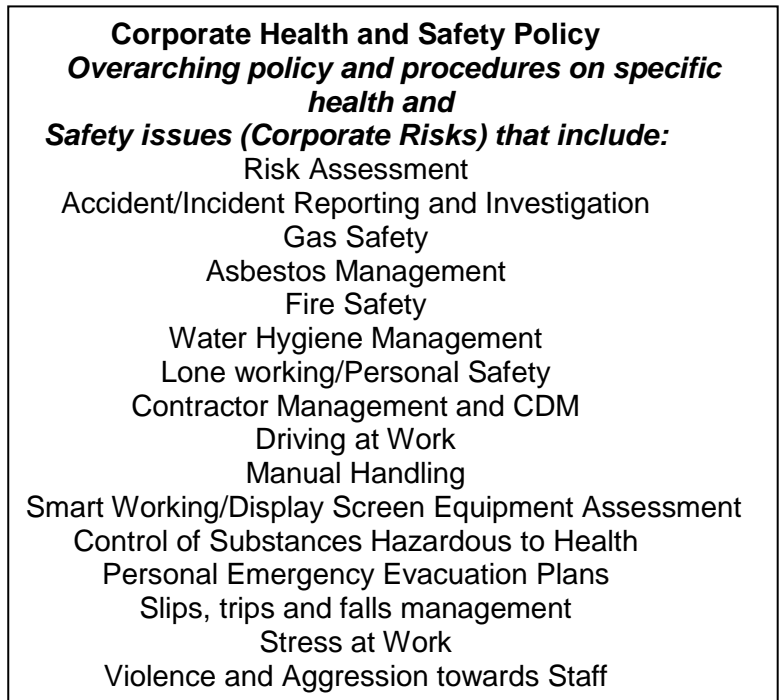 Corporate Health and Safety Policy
Overarching policy and procedures on specific
health and
Safety issues (Corporate Risks) that include:
Risk Assessment
Accident/Incident Reporting and Investigation
Gas Safety
Asbestos Management
Fire Safety
Water Hygiene Management
Lone working/Personal Safety
Contractor Management and CDM
Driving at Work
Manual Handling
Smart Working/Display Screen Equipment Assessment
Control of Substances Hazardous to Health
Personal Emergency Evacuation Plans
Slips, trips and falls management
Stress at Work
Violence and Aggression towards Staff